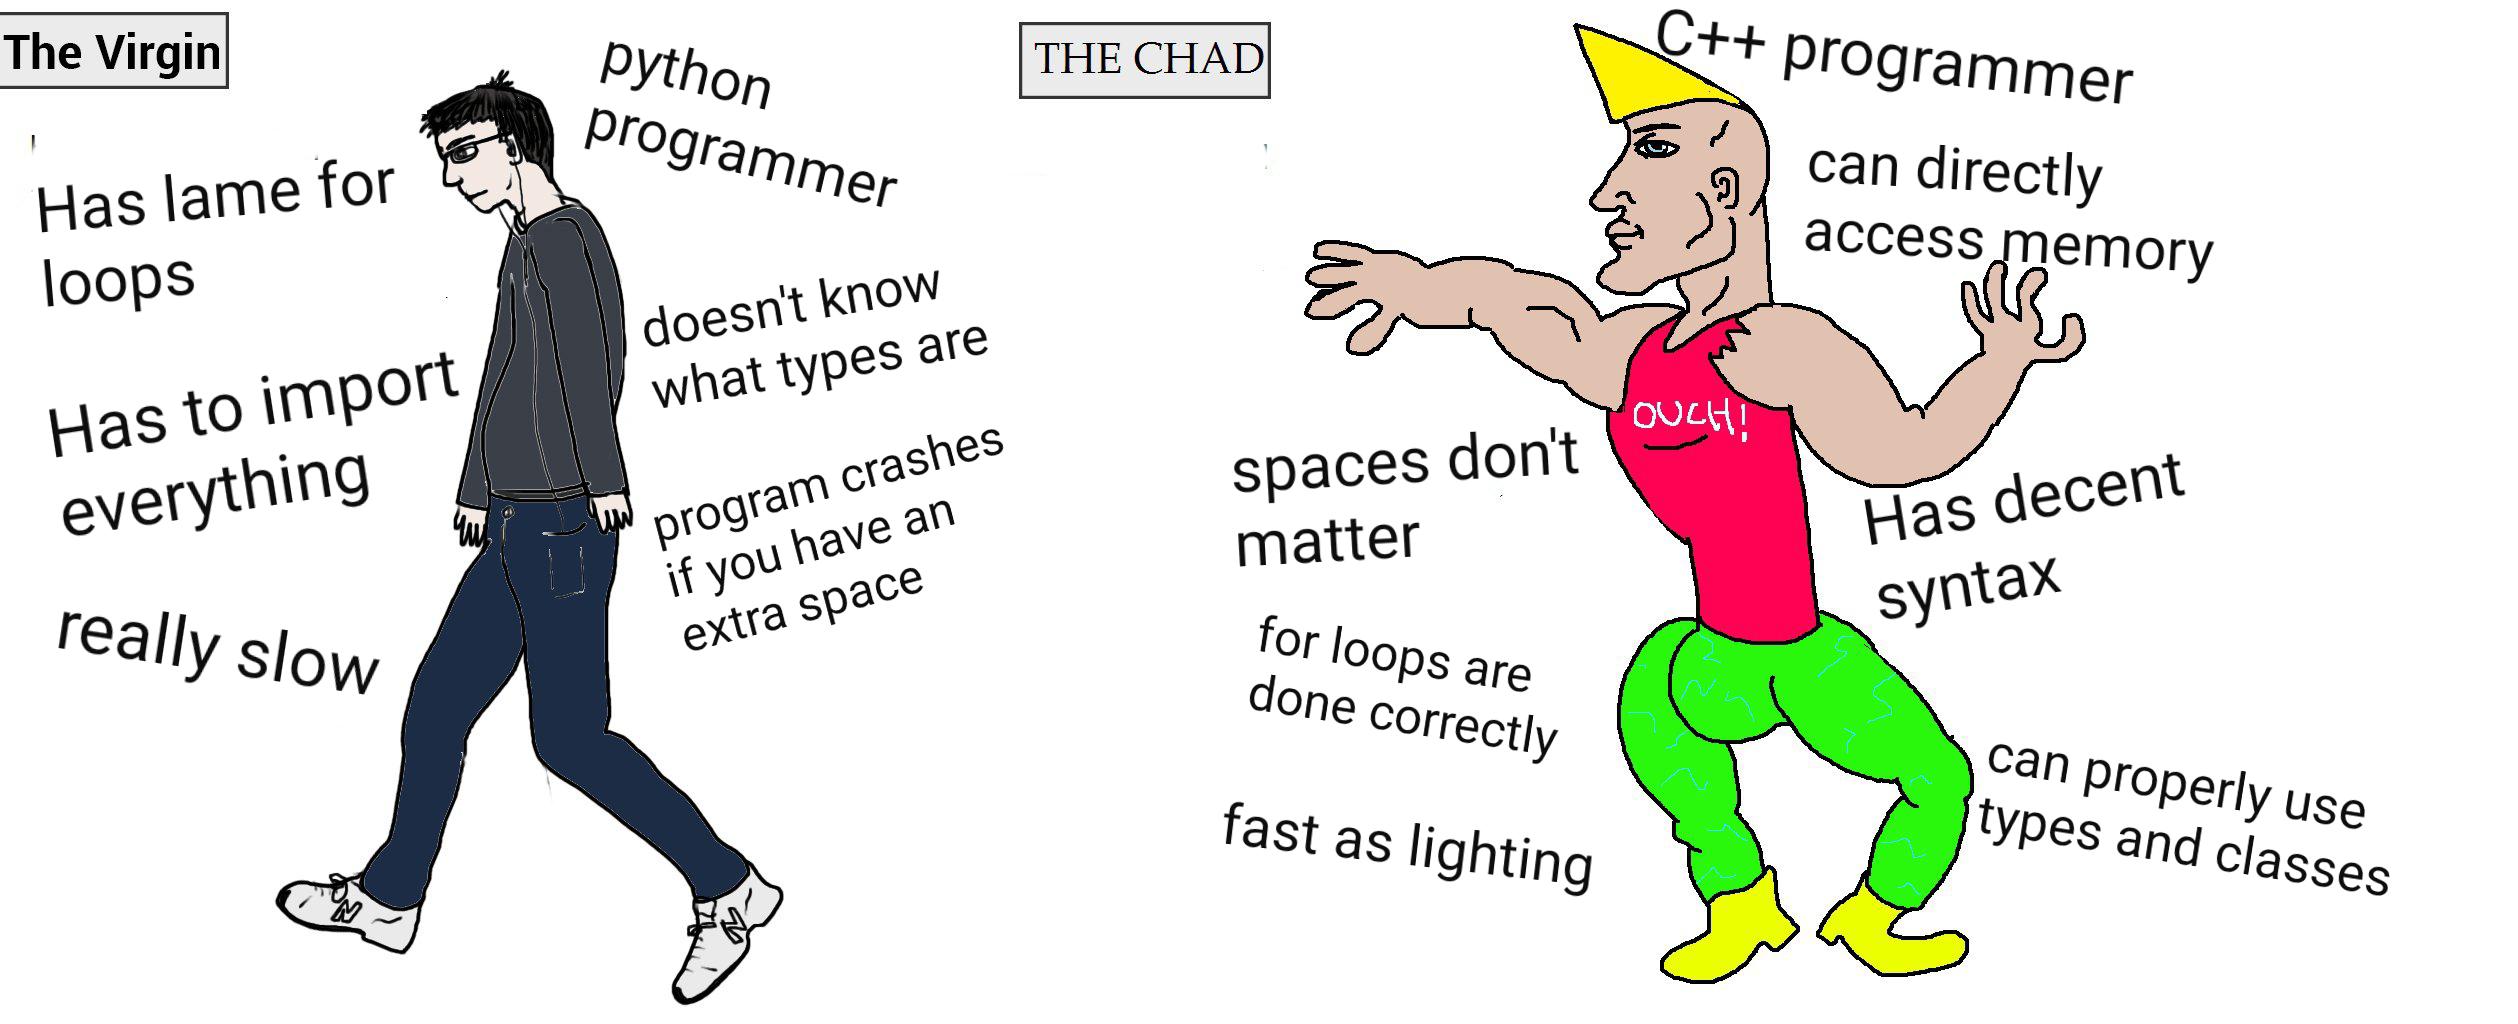 The Virgin
python
programmer
Has lame for
loops
doesn't know
what types are
Has to import
everything
program crashes
if you have an
extra space
really slow
N
N
THE CHAD
C++ programmer
can directly
access memory
OUCH!
spaces don't
matter
Has decent
syntax
for loops are
done correctly
can properly use
types and classes
fast as lighting